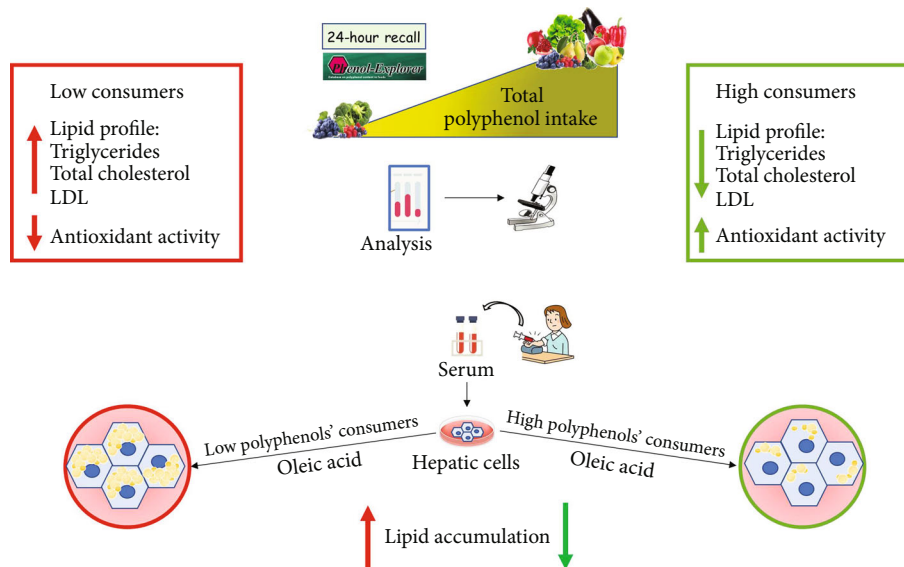 24-hour recall
Phenol-Explorer
Total
polyphenol intake
Low consumers
Lipid profile:
Triglycerides
Total cholesterol
LDL
Antioxidant activity
High consumers
Lipid profile:
Triglycerides
Total cholesterol
LDL
Antioxidant activity
Analysis
Serum
Low polyphenols' consumers
Oleic acid
Hepatic cells
High polyphenols' consumers
Oleic acid
Lipid accumulation